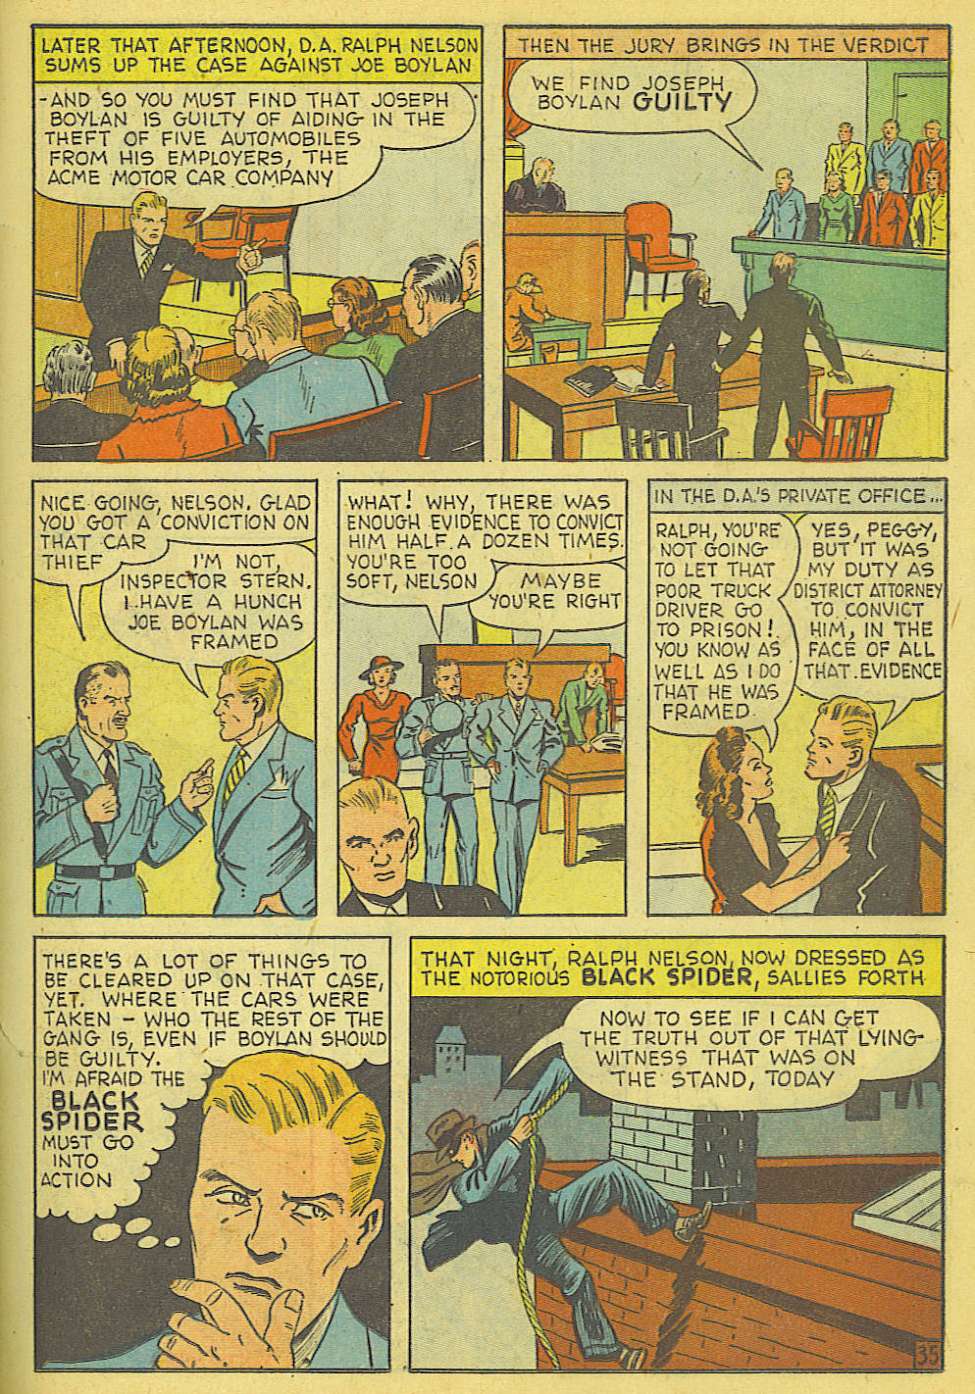 LATER THAT AFTERNOON, D.A. RALPH NELSON
SUMS UP THE CASE AGAINST JOE BOYLAN
-AND SO YOU MUST FIND THAT JOSEPH
BOYLAN IS GUILTY OF AIDING IN THE
THEFT OF FIVE AUTOMOBILES
FROM HIS EMPLOYERS, THE
ACME MOTOR CAR COMPANY
THEN THE JURY BRINGS IN THE VERDICT
WE FIND JOSEPH
BOYLAN GUILTY
NICE GOING, NELSON. GLAD
YOU GOT A CONVICTION ON
THAT CAR
THIEF
I'M NOT,
INSPECTOR STERN.
I HAVE A HUNCH
JOE BOYLAN WAS
FRAMED
WHAT! WHY, THERE WAS
ENOUGH EVIDENCE TO CONVICT
HIM HALF A DOZEN TIMES.
YOU'RE TOO
SOFT, NELSON
MAYBE
YOU'RE RIGHT
IN THE D.A.'S PRIVATE OFFICE...
RALPH, YOU'RE
NOT GOING
TO LET THAT
POOR TRUCK
DRIVER GO
TO PRISON!
YOU KNOW AS
WELL AS I DO
THAT HE WAS
FRAMED
YES, PEGGY,
BUT IT WAS
MY DUTY AS
DISTRICT ATTORNEY
TO CONVICT
HIM, IN THE
FACE OF ALL
THAT EVIDENCE
THERE'S A LOT OF THINGS TO
BE CLEARED UP ON THAT CASE,
YET. WHERE THE CARS WERE
TAKEN - WHO THE REST OF THE
GANG IS, EVEN IF BOYLAN SHOULD
BE GUILTY.
I'M AFRAID THE
BLACK
SPIDER
MUST GO
INTO
ACTION
THAT NIGHT, RALPH NELSON, NOW DRESSED AS
THE NOTORIOUS BLACK SPIDER, SALLIES FORTH
NOW TO SEE IF I CAN GET
THE TRUTH OUT OF THAT LYING-
WITNESS THAT WAS ON
THE STAND, TODAY
35